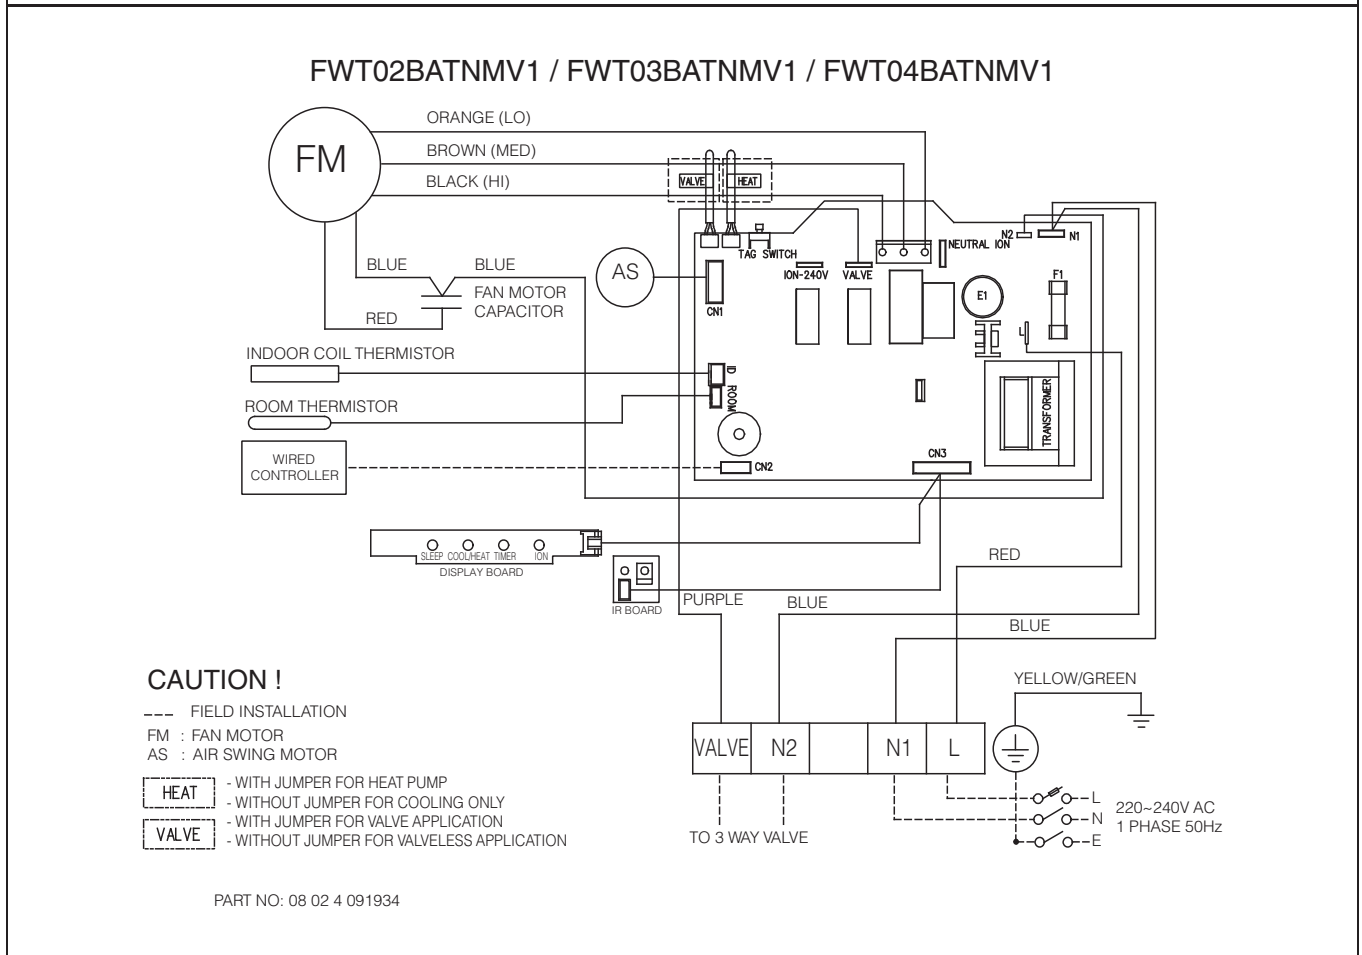 FWT02BATNMV1 / FWT03BATNMV1 / FWT04BATNMV1
FM
ORANGE (LO)
BROWN (MED)
BLACK (HI)
VALVE
HEAT
N2
N1
TAG SWITCH
NEUTRAL ION
BLUE
BLUE
AS
ION-240V
VALVE
F1
E1
FAN MOTOR
CAPACITOR
CN1
RED
L
INDOOR COIL THERMISTOR
ID
ROOM
TRANSFORMER
ROOM THERMISTOR
WIRED
CONTROLLER
CN2
CN3
SLEEP COOL/HEAT TIMER ION
DISPLAY BOARD
RED
IR BOARD
PURPLE
BLUE
BLUE
CAUTION !
YELLOW/GREEN
--- FIELD INSTALLATION
FM : FAN MOTOR
AS : AIR SWING MOTOR
VALVE N2 N1 L
HEAT
- WITH JUMPER FOR HEAT PUMP
- WITHOUT JUMPER FOR COOLING ONLY
VALVE
- WITH JUMPER FOR VALVE APPLICATION
- WITHOUT JUMPER FOR VALVELESS APPLICATION
TO 3 WAY VALVE
L
N
E
220~240V AC
1 PHASE 50Hz
PART NO: 08 02 4 091934